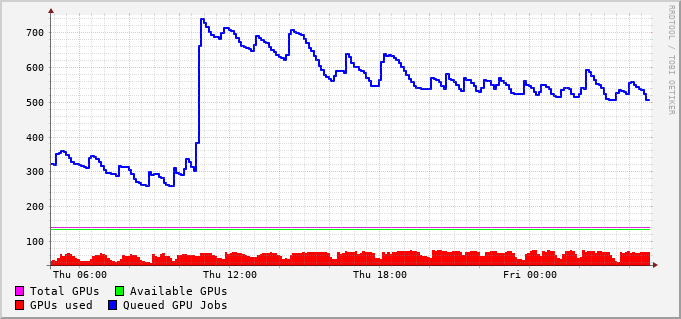 RRDTOOL / TOBI OETIKER
700
600
500
400
300
200
100
Thu 06:00 Thu 12:00 Thu 18:00 Fri 00:00
Total GPUs Available GPUs
GPUs used Queued GPU Jobs